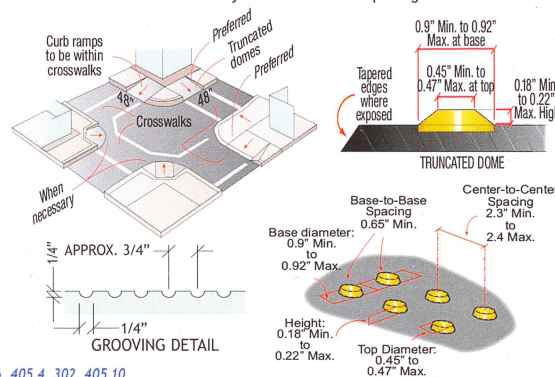 Curb ramps
to be within
crosswalks
Preferred
Truncated
domes
Preferred
48"
48"
Crosswalks
When
necessary
0.9" Min. to 0.92"
Max. at base
0.45" Min. to
0.47" Max. at top
0.18" Min
to 0.22"
Max. High
Tapered
edges
where
exposed
TRUNCATED DOME
1/4"
APPROX. 3/4"
1/4"
GROOVING DETAIL
Base-to-Base
Spacing
0.65" Min.
Center-to-Center
Spacing
2.3" Min.
to
2.4 Max.
Base diameter:
0.9" Min.
to
0.92" Max.
Height:
0.18" Min.
to
0.22" Max.
Top Diameter:
0.45" to
0.47" Max.
405.4, 302, 405.10